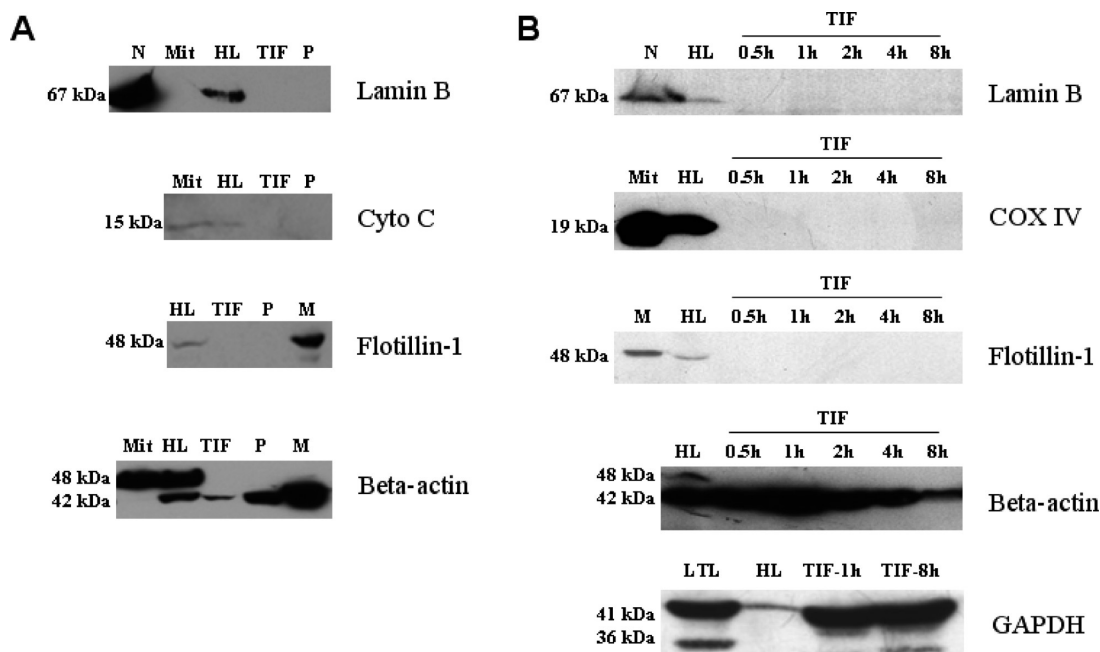 A
N Mit HL TIF P
67 kDa
Lamin B
Mit HL TIF P
15 kDa
Cyto C
HL TIF P M
48 kDa
Flotillin-1
Mit HL TIF P M
48 kDa
42 kDa
Beta-actin
B
TIF
N HL 0.5h 1h 2h 4h 8h
67 kDa
Lamin B
TIF
Mit HL 0.5h 1h 2h 4h 8h
19 kDa
COX IV
TIF
M HL 0.5h 1h 2h 4h 8h
48 kDa
Flotillin-1
TIF
HL 0.5h 1h 2h 4h 8h
48 kDa
42 kDa
Beta-actin
LTL HL TIF-1h TIF-8h
41 kDa
36 kDa
GAPDH